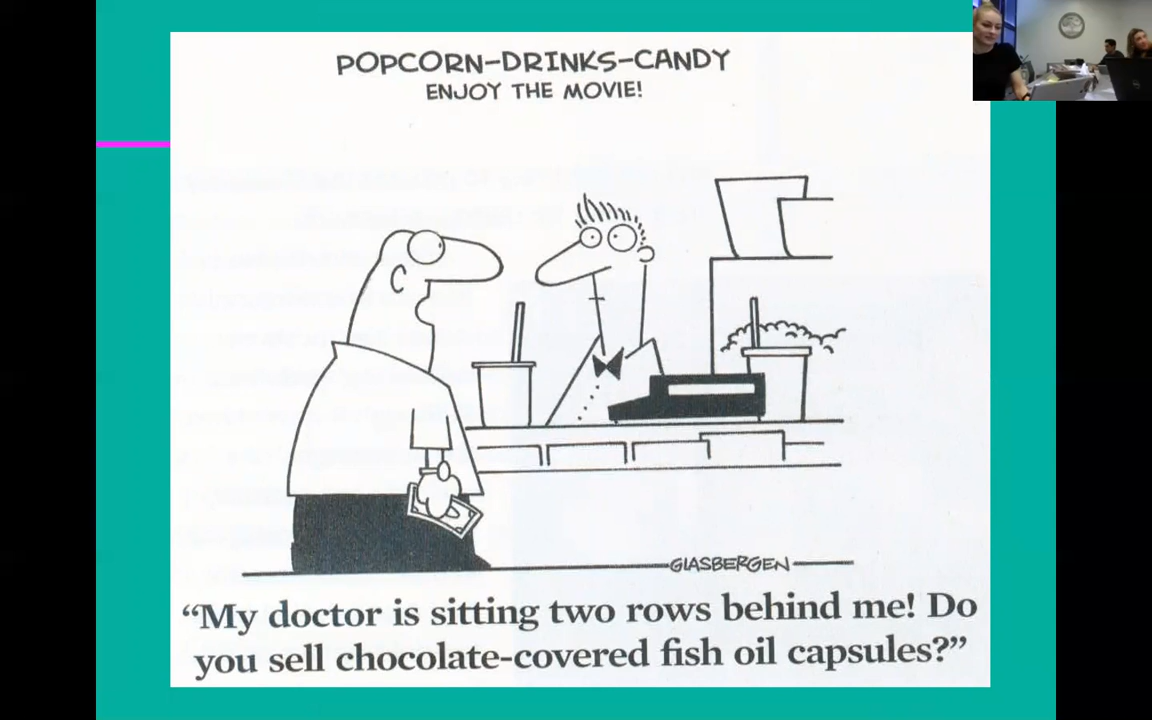 POPCORN-DRINKS-CANDY
ENJOY THE MOVIE!
GLASBERGEN
“My doctor is sitting two rows behind me! Do
you sell chocolate-covered fish oil capsules?”